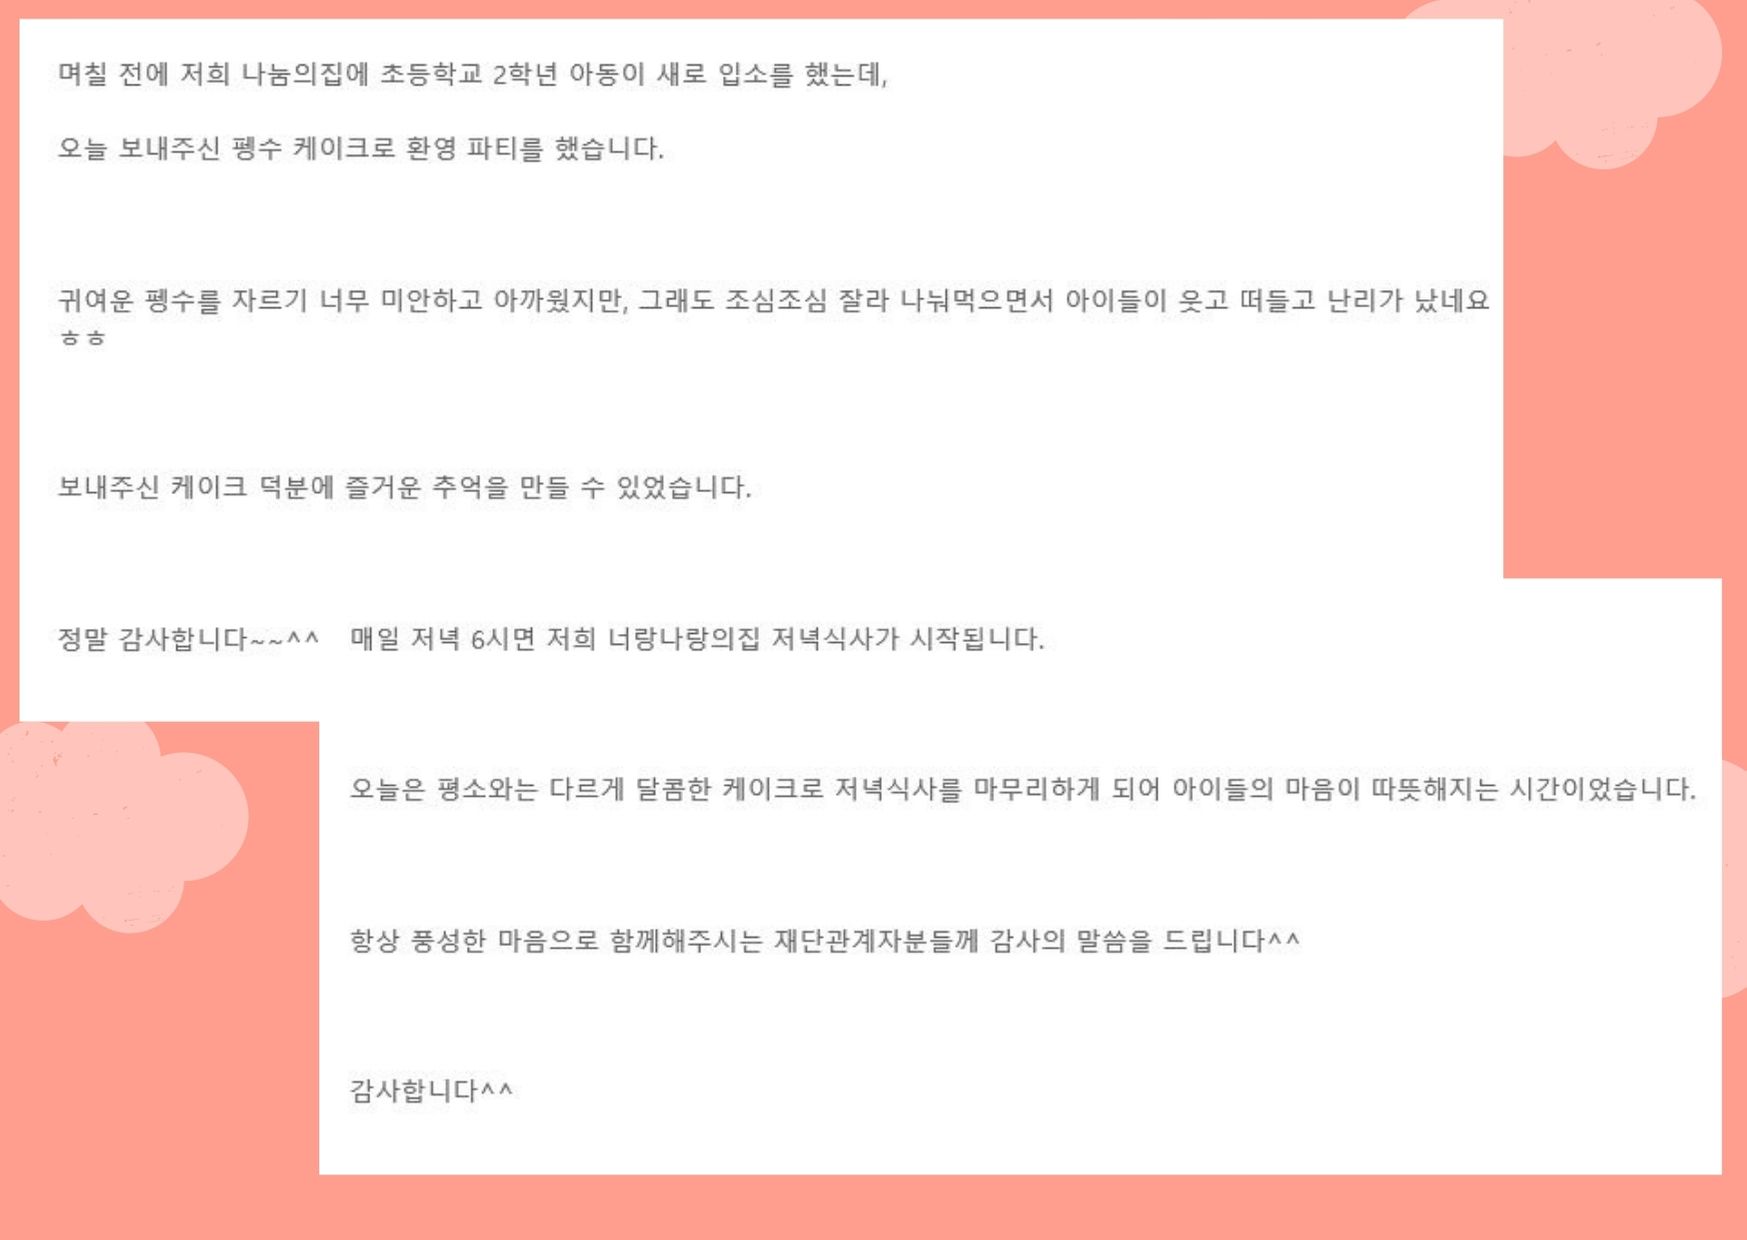 며칠 전에 저희 나눔의집에 초등학교 2학년 아동이 새로 입소를 했는데,
오늘 보내주신 펭수 케이크로 환영 파티를 했습니다.
귀여운 펭수를 자르기 너무 미안하고 아까웠지만, 그래도 조심조심 잘라 나눠먹으면서 아이들이 웃고 떠들고 난리가 났네요
ㅎㅎ
보내주신 케이크 덕분에 즐거운 추억을 만들 수 있었습니다.
정말 감사합니다~~^^
매일 저녁 6시면 저희 너랑나랑의집 저녁식사가 시작됩니다.
오늘은 평소와는 다르게 달콤한 케이크로 저녁식사를 마무리하게 되어 아이들의 마음이 따뜻해지는 시간이었습니다.
항상 풍성한 마음으로 함께해주시는 재단관계자분들께 감사의 말씀을 드립니다^^
감사합니다^^